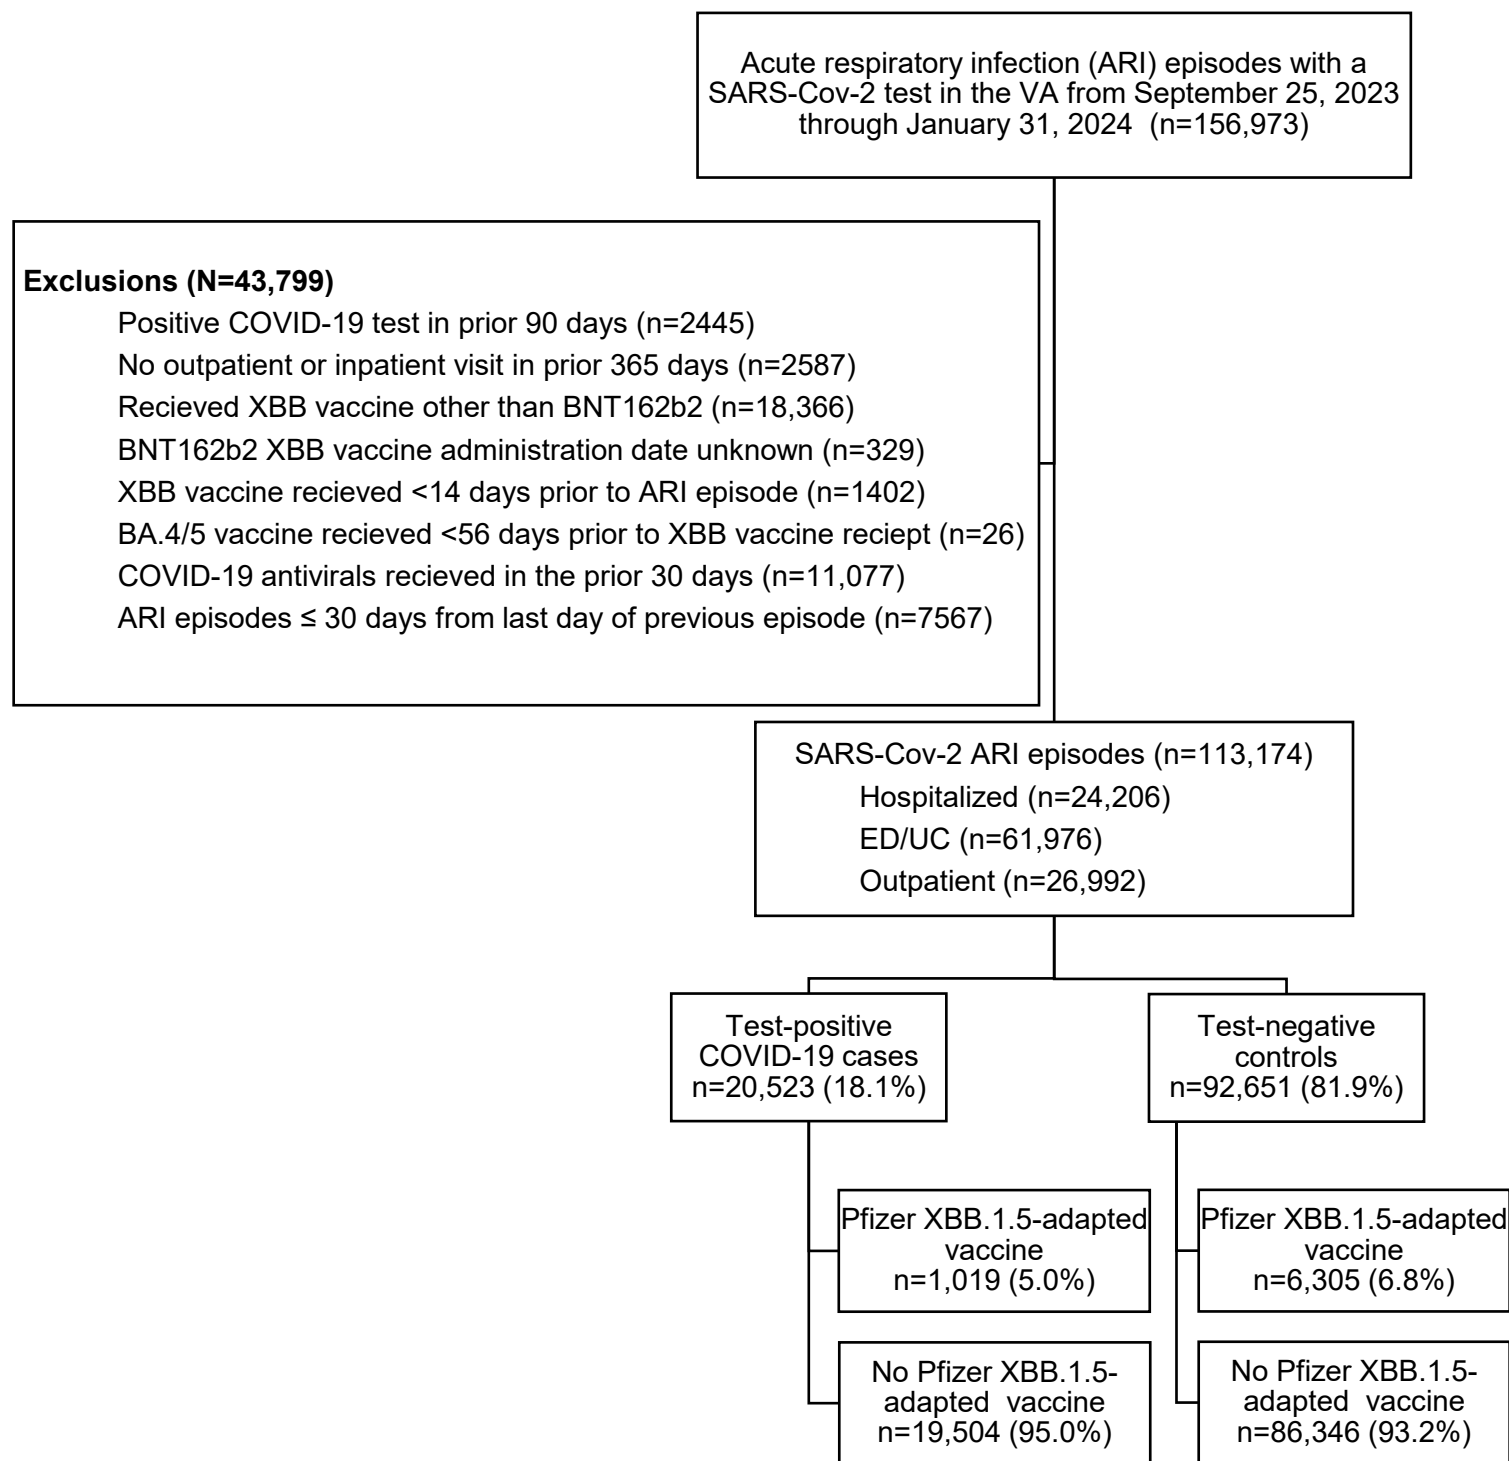 Acute respiratory infection (ARI) episodes with a
SARS-Cov-2 test in the VA from September 25, 2023
through January 31, 2024  (n=156,973)
Exclusions (N=43,799)
Positive COVID-19 test in prior 90 days (n=2445)
No outpatient or inpatient visit in prior 365 days (n=2587)
Recieved XBB vaccine other than BNT162b2 (n=18,366)
BNT162b2 XBB vaccine administration date unknown (n=329)
XBB vaccine recieved <14 days prior to ARI episode (n=1402)
BA.4/5 vaccine recieved <56 days prior to XBB vaccine reciept (n=26)
COVID-19 antivirals recieved in the prior 30 days (n=11,077)
ARI episodes ≤ 30 days from last day of previous episode (n=7567)
SARS-Cov-2 ARI episodes (n=113,174)
Hospitalized (n=24,206)
ED/UC (n=61,976)
Outpatient (n=26,992)
Test-positive
COVID-19 cases
n=20,523 (18.1%)
Test-negative
controls
n=92,651 (81.9%)
Pfizer XBB.1.5-adapted
vaccine
n=1,019 (5.0%)
Pfizer XBB.1.5-adapted
vaccine
n=6,305 (6.8%)
No Pfizer XBB.1.5-
adapted  vaccine
n=19,504 (95.0%)
No Pfizer XBB.1.5-
adapted  vaccine
n=86,346 (93.2%)